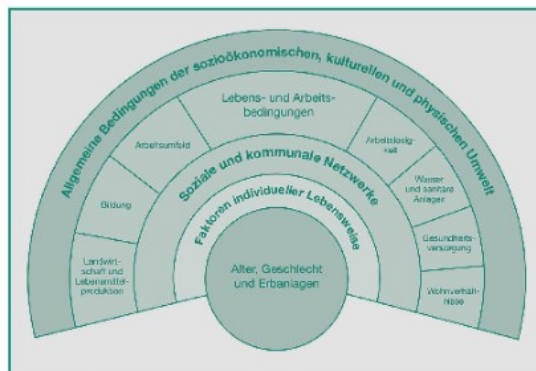 Allgemeine Bedingungen der sozioökonomischen, kulturellen und physischen Umwelt
Lebens- und Arbeits-
bedingungen
Arbeitsumfeld
Arbeitslosig-
keit
Bildung
Wasser
und sanitäre
Anlagen
Landwirt-
schaft und
Lebensmittel-
produktion
Gesundheits-
versorgung
Wohnverhält-
nisse
Soziale und kommunale Netzwerke
Faktoren individueller Lebensweise
Alter, Geschlecht
und Erbanlagen